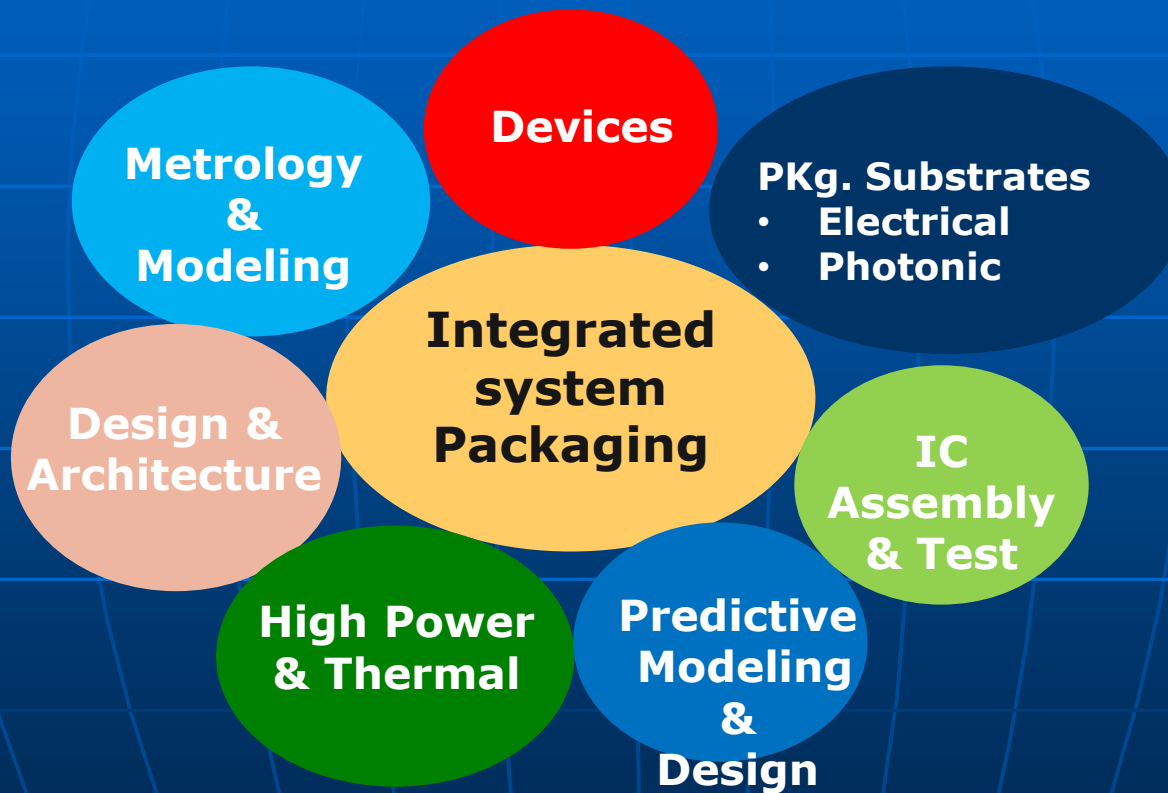 Devices
Metrology
&
Modeling
PKg. Substrates
• Electrical
• Photonic
Integrated
system
Packaging
Design &
Architecture
IC
Assembly
& Test
High Power
& Thermal
Predictive
Modeling
&
Design